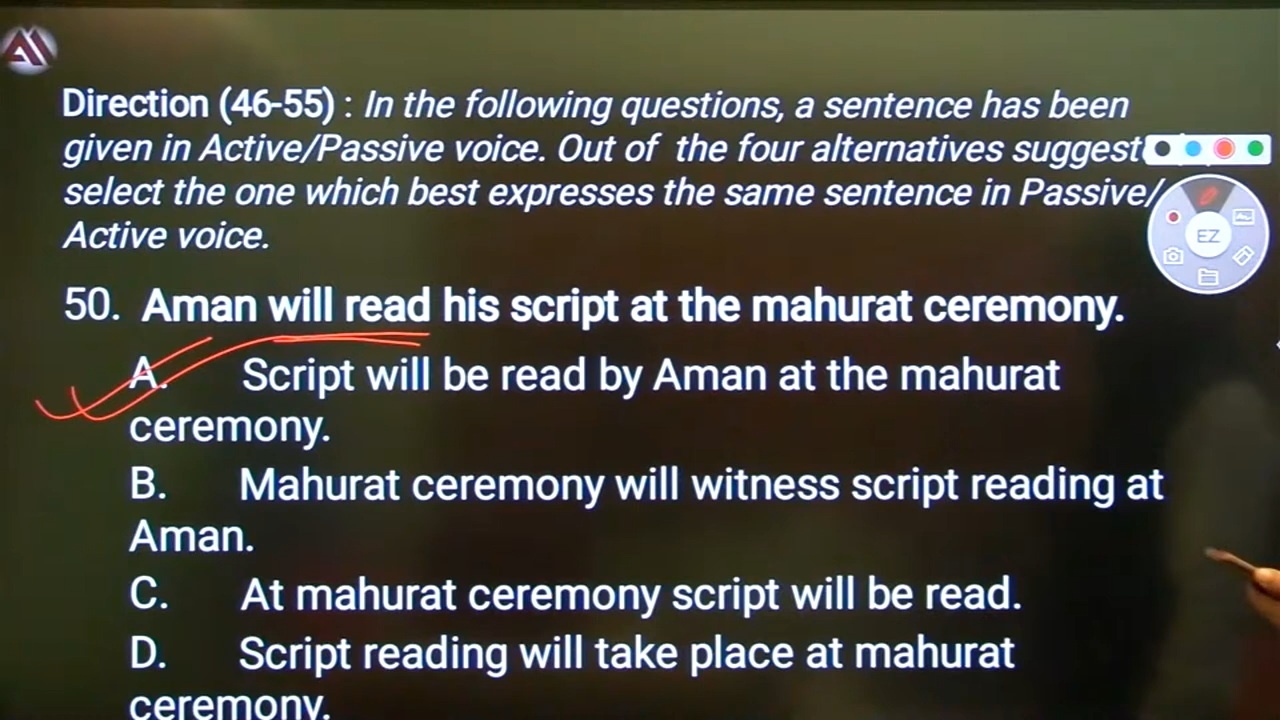 Direction (46-55) : In the following questions, a sentence has been
given in Active/Passive voice. Out of the four alternatives suggest
select the one which best expresses the same sentence in Passive/
Active voice.
EZ
50. Aman will read his script at the mahurat ceremony.
A. Script will be read by Aman at the mahurat
ceremony.
B. Mahurat ceremony will witness script reading at
Aman.
C. At mahurat ceremony script will be read.
D. Script reading will take place at mahurat
ceremony.